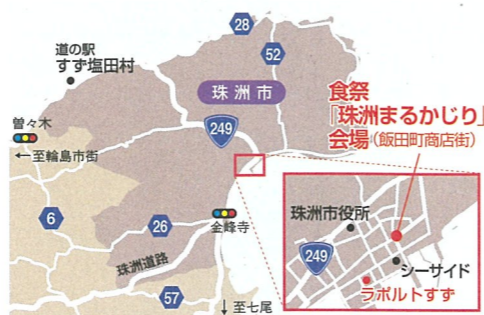 28
52
道の駅
すず塩田村
珠洲市
食祭
「珠洲まるかじり」
会場(飯田町商店街)
249
曽々木
←至輪島市街
6
26
金峰寺
珠洲道路
57
↓至七尾
珠洲市役所
249
シーサイド
ラポルトすず